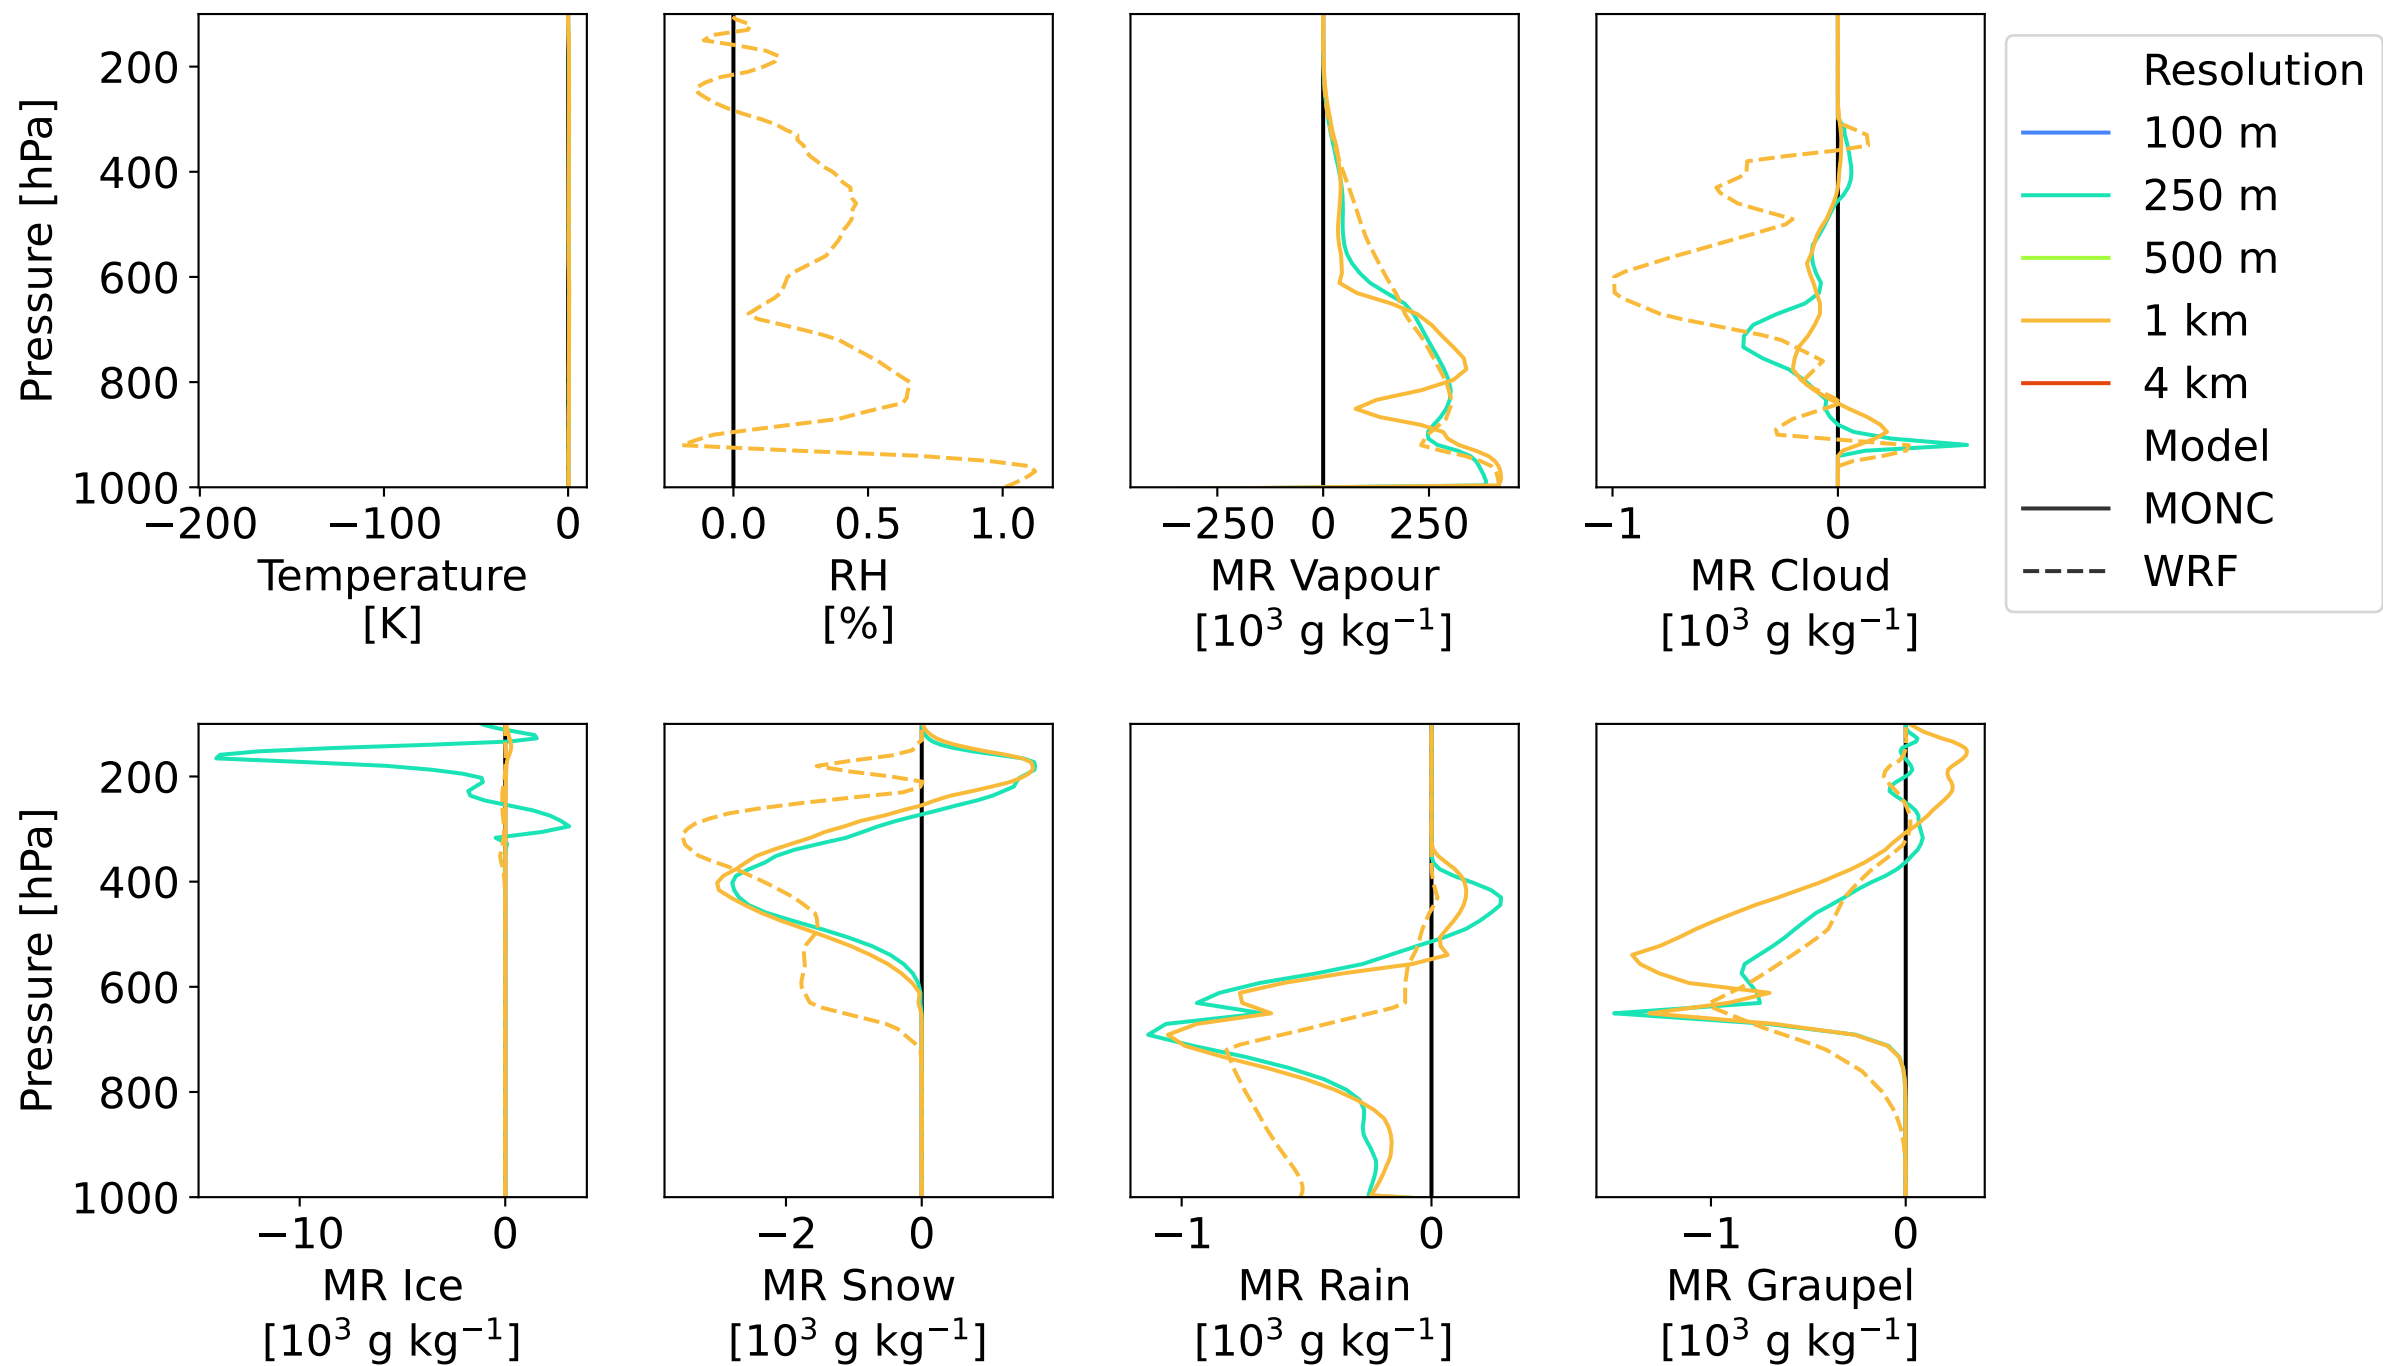 Pressure [hPa]
200
400
600
800
1000
−200 −100 0
Temperature
[K]
0.0 0.5 1.0
RH
[%]
−250 0 250
MR Vapour
[10³ g kg⁻¹]
−1 0
MR Cloud
[10³ g kg⁻¹]
Resolution
100 m
250 m
500 m
1 km
4 km
Model
MONC
WRF
Pressure [hPa]
200
400
600
800
1000
−10 0
MR Ice
[10³ g kg⁻¹]
−2 0
MR Snow
[10³ g kg⁻¹]
−1 0
MR Rain
[10³ g kg⁻¹]
−1 0
MR Graupel
[10³ g kg⁻¹]